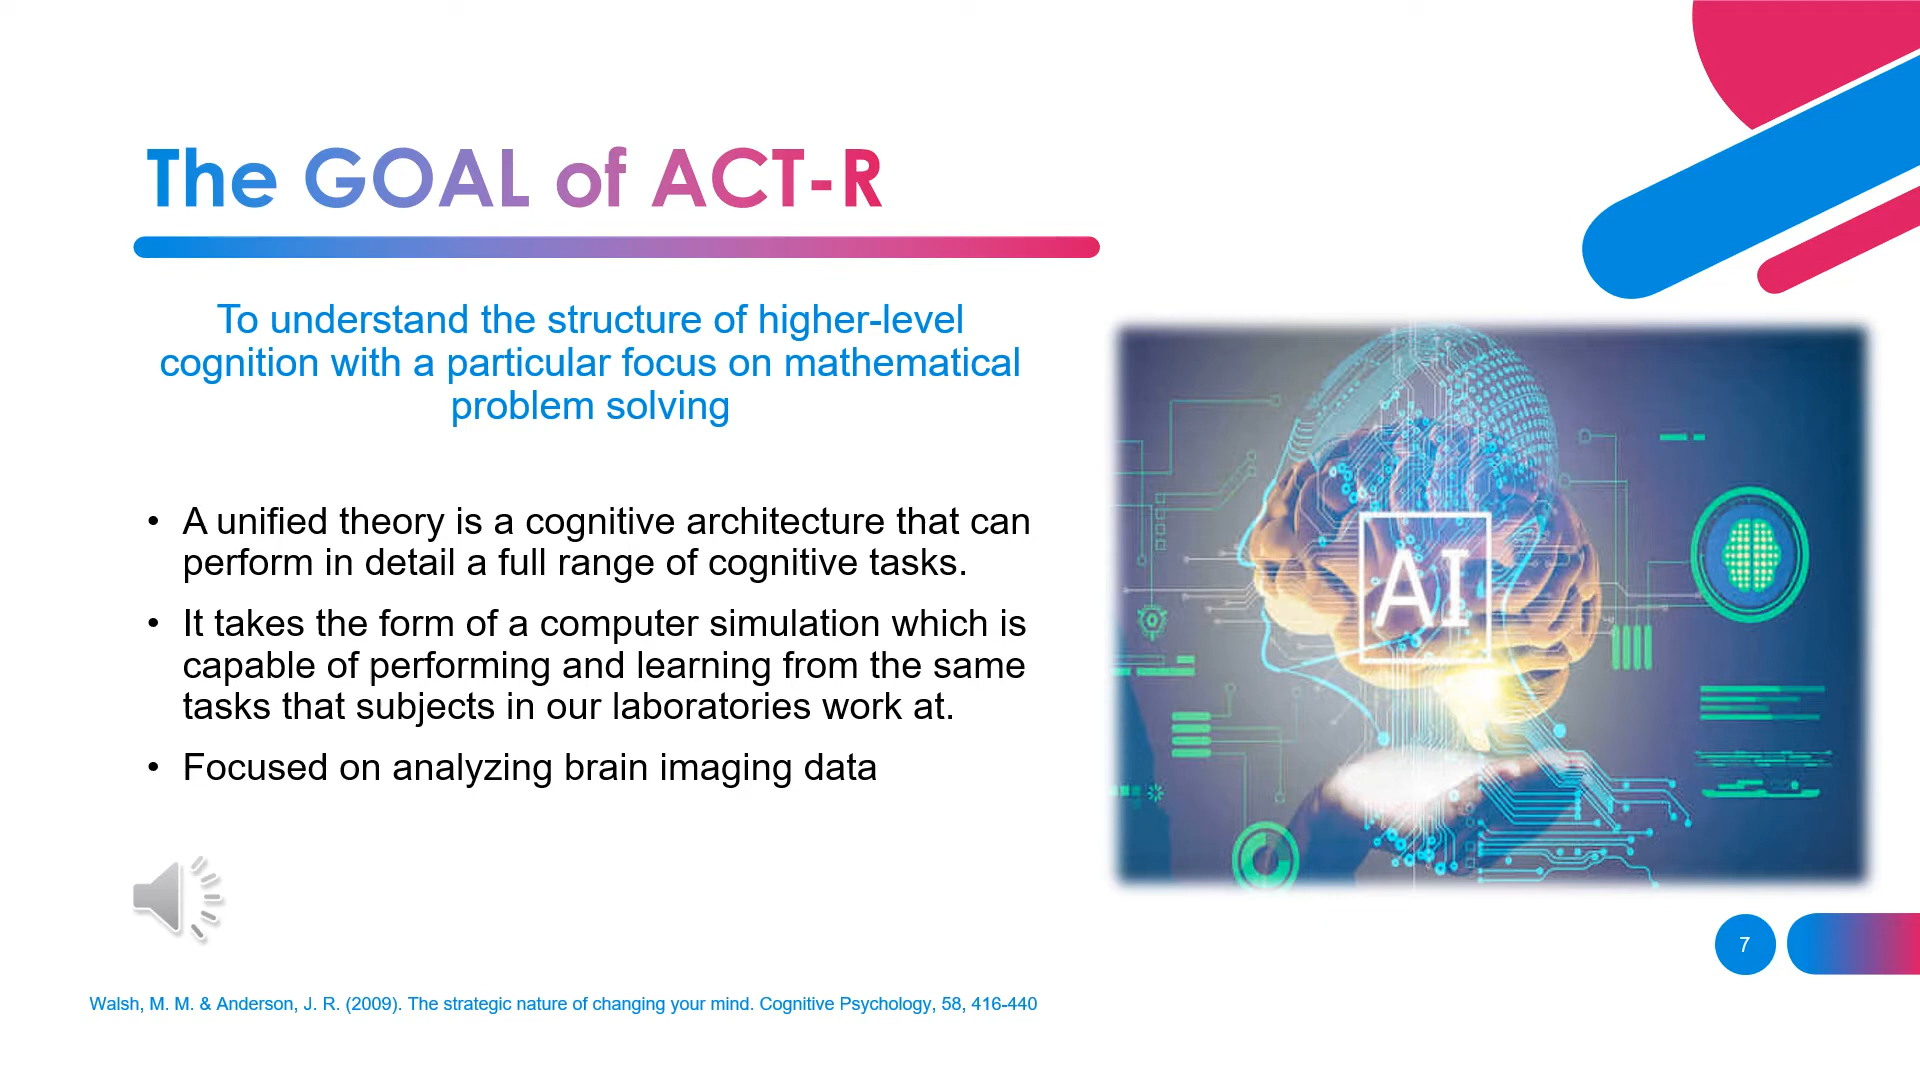 The GOAL of ACT-R
To understand the structure of higher-level
cognition with a particular focus on mathematical
problem solving
• A unified theory is a cognitive architecture that can
perform in detail a full range of cognitive tasks.
• It takes the form of a computer simulation which is
capable of performing and learning from the same
tasks that subjects in our laboratories work at.
• Focused on analyzing brain imaging data
AI
7
Walsh, M. M. & Anderson, J. R. (2009). The strategic nature of changing your mind. Cognitive Psychology, 58, 416-440